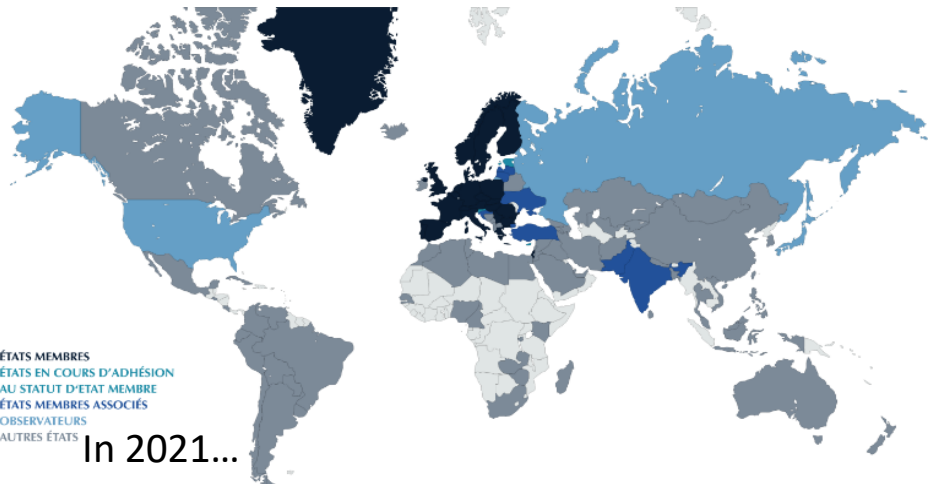 ÉTATS MEMBRES
ÉTATS EN COURS D'ADHÉSION
AU STATUT D'ETAT MEMBRE
ÉTATS MEMBRES ASSOCIÉS
OBSERVATEURS
AUTRES ÉTATS
In 2021...